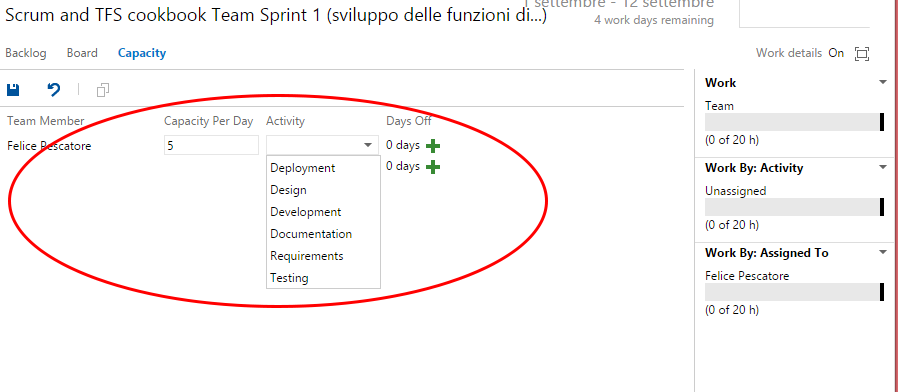 Scrum and TFS cookbook Team Sprint 1 (sviluppo delle funzioni di...)
1 settembre - 12 settembre
4 work days remaining
Backlog Board Capacity
Work details On
Team Member Capacity Per Day Activity Days Off
Felice Pescatore 5 0 days
0 days
Deployment
Design
Development
Documentation
Requirements
Testing
Work
Team
(0 of 20 h)
Work By: Activity
Unassigned
(0 of 20 h)
Work By: Assigned To
Felice Pescatore
(0 of 20 h)